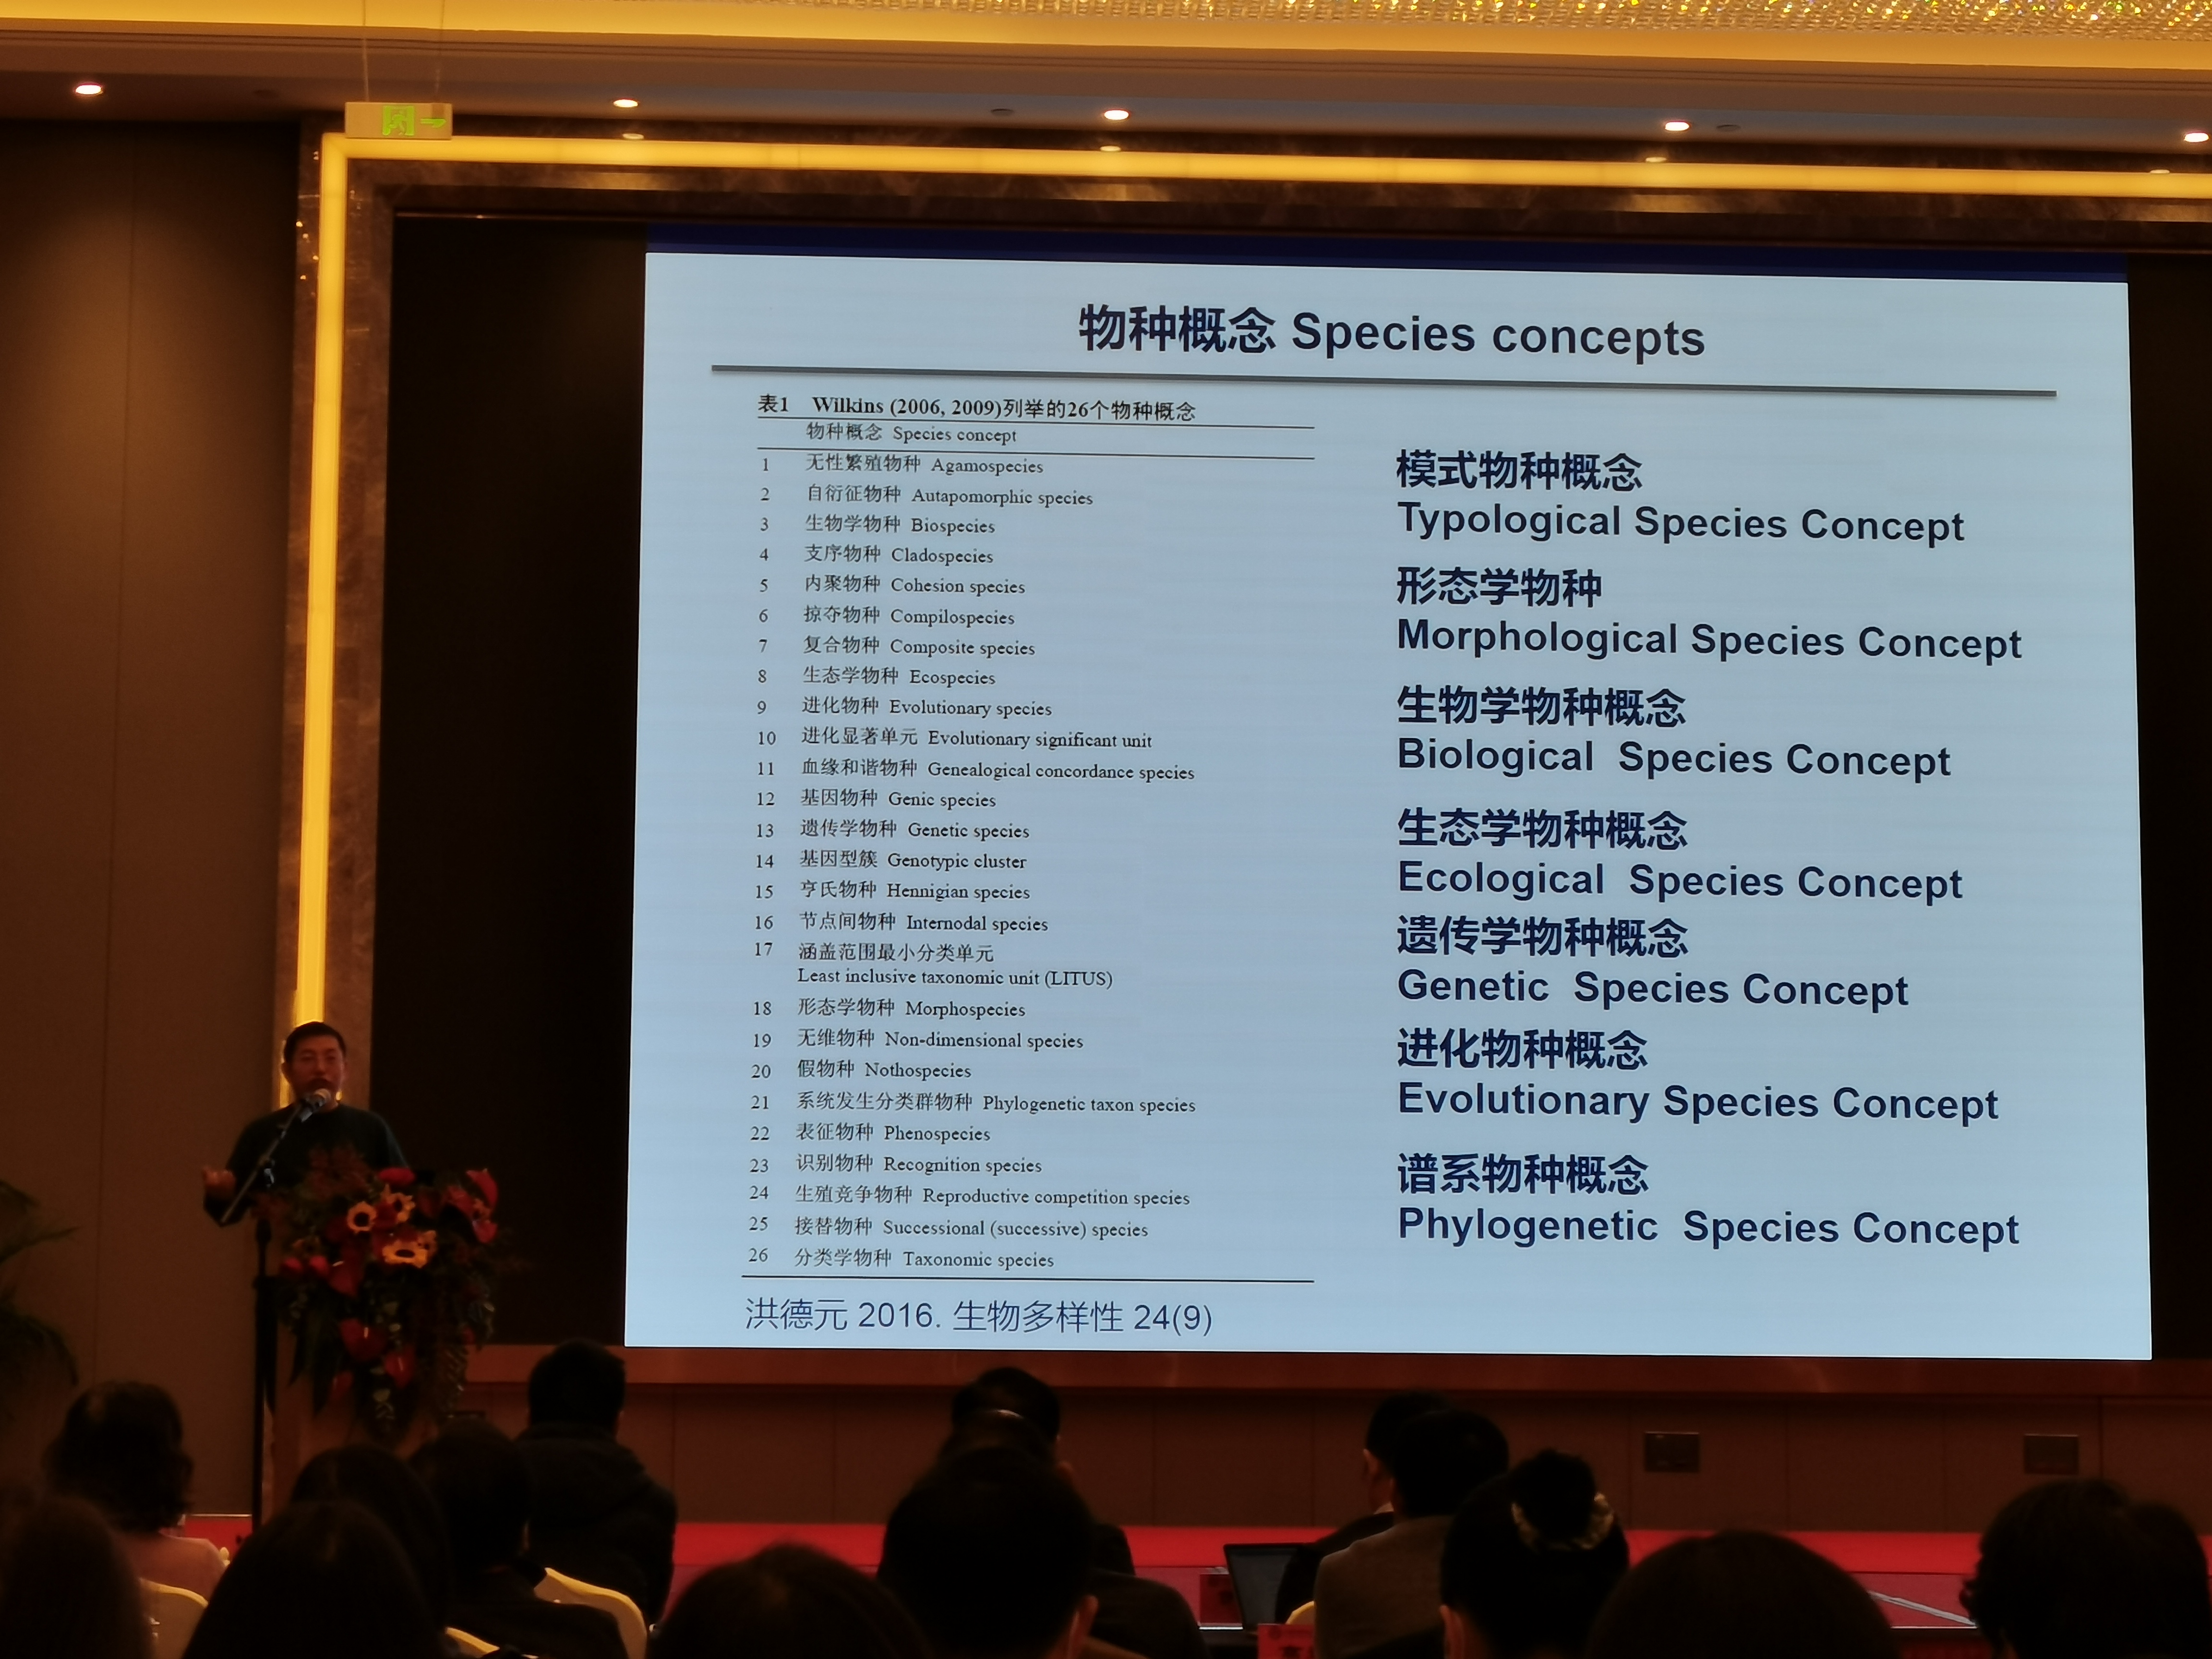 物种概念 Species concepts
表1 Wilkins (2006, 2009)列举的26个物种概念
物种概念 Species concept
1 无性繁殖物种 Agamospecies
2 自衍征物种 Autapomorphic species
3 生物学物种 Biospecies
4 支序物种 Cladospecies
5 内聚物种 Cohesion species
6 掠夺物种 Compilospecies
7 复合物种 Composite species
8 生态学物种 Ecospecies
9 进化物种 Evolutionary species
10 进化显著单元 Evolutionary significant unit
11 血缘和谐物种 Genealogical concordance species
12 基因物种 Genic species
13 遗传学物种 Genetic species
14 基因型簇 Genotypic cluster
15 亨氏物种 Hennigian species
16 节点间物种 Internodal species
17 涵盖范围最小分类单元
Least inclusive taxonomic unit (LITUS)
18 形态学物种 Morphospecies
19 无维物种 Non-dimensional species
20 假物种 Nothospecies
21 系统发生分类群物种 Phylogenetic taxon species
22 表征物种 Phenospecies
23 识别物种 Recognition species
24 生殖竞争物种 Reproductive competition species
25 接替物种 Successional (successive) species
26 分类学物种 Taxonomic species
洪德元 2016. 生物多样性 24(9)
模式物种概念
Typological Species Concept
形态学物种
Morphological Species Concept
生物学物种概念
Biological Species Concept
生态学物种概念
Ecological Species Concept
遗传学物种概念
Genetic Species Concept
进化物种概念
Evolutionary Species Concept
谱系物种概念
Phylogenetic Species Concept